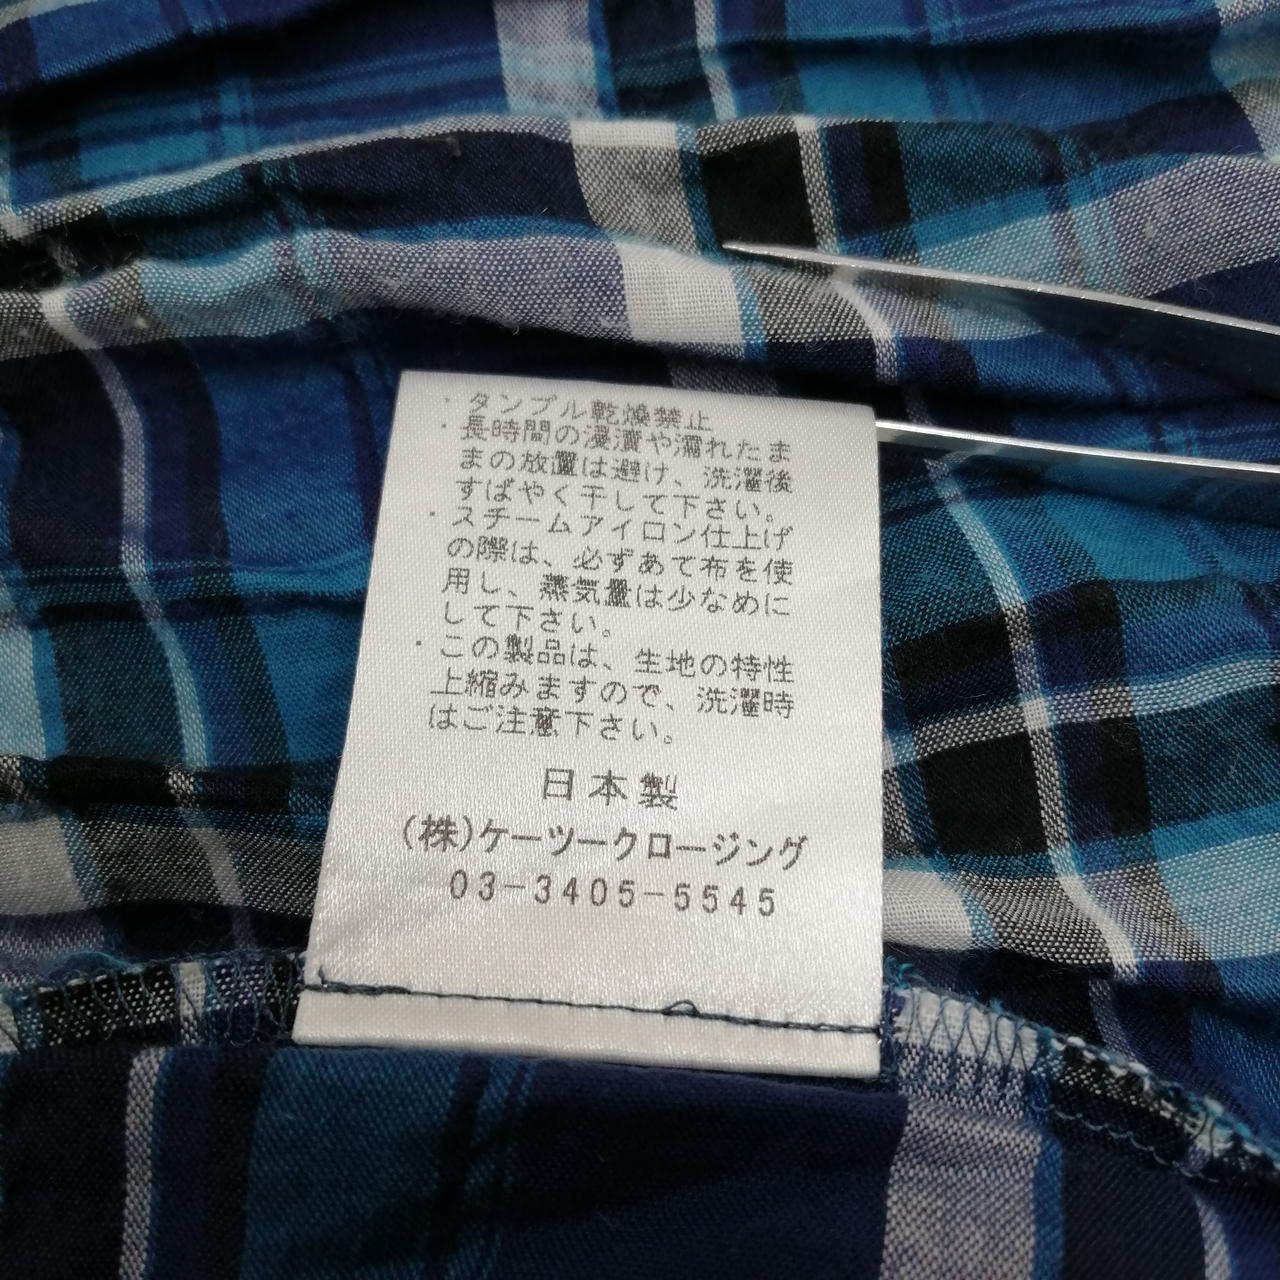 ・タンブル乾燥禁止
・長時間の浸漬や濡れたま
まの放置は避け、洗濯後
すばやく干して下さい。
・スチームアイロン仕上げ
の際は、必ずあて布を使
用し、蒸気量は少なめに
して下さい。
・この製品は、生地の特性
上縮みますので、洗濯時
はご注意下さい。
日本製
(株)ケーツークロージング
03-3405-5545